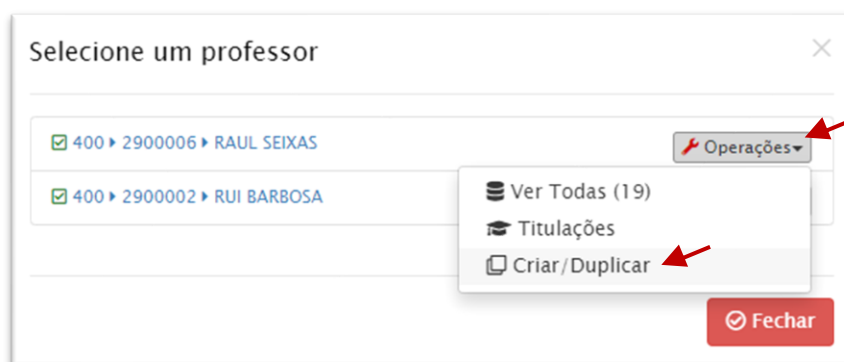 Selecione um professor
400 2900006 RAUL SEIXAS
Operações
400 2900002 RUI BARBOSA
Ver Todas (19)
Titulações
Criar/Duplicar
Fechar